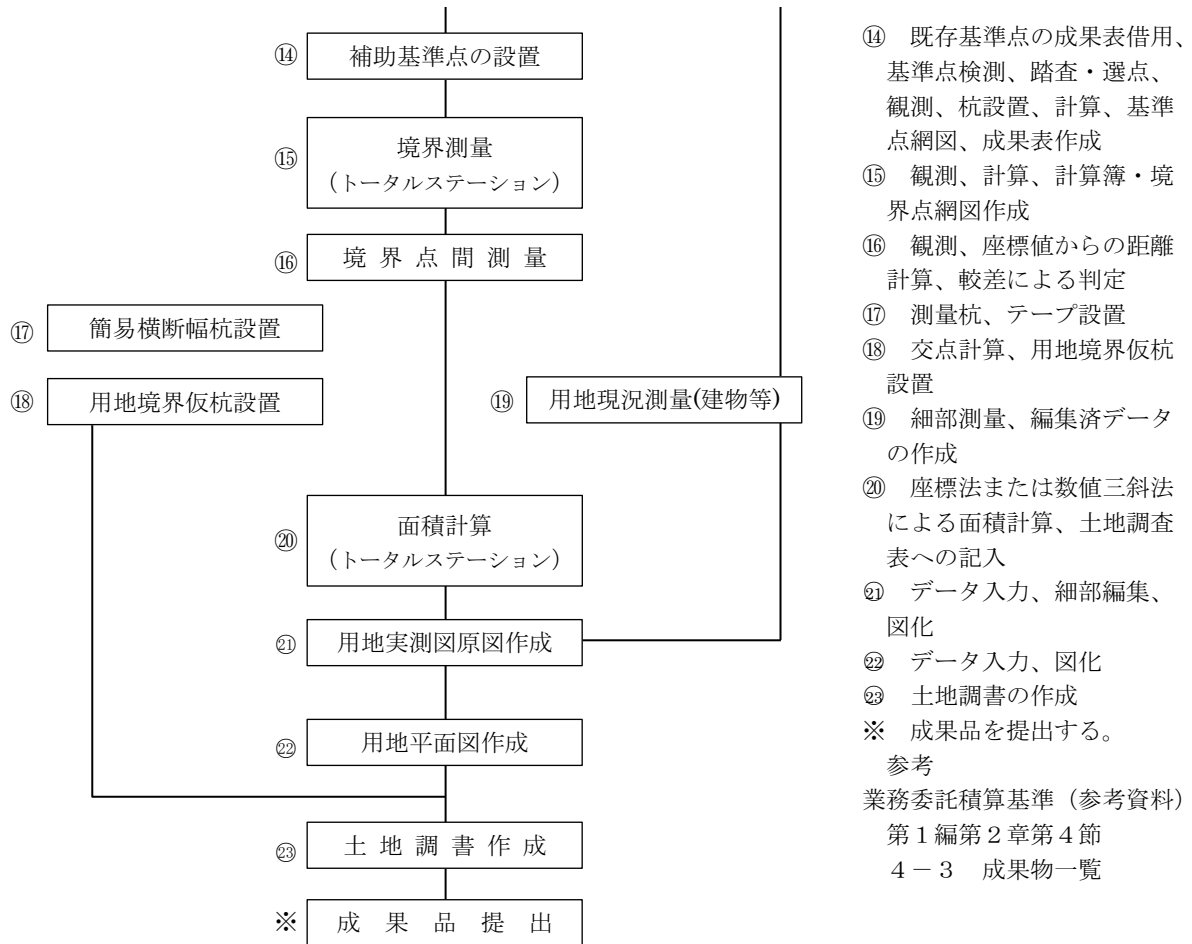 ⑭ 補助基準点の設置
⑮ 境界測量
(トータルステーション)
⑯ 境界点間測量
⑰ 簡易横断幅杭設置
⑱ 用地境界仮杭設置
⑲ 用地現況測量(建物等)
⑳ 面積計算
(トータルステーション)
㉑ 用地実測図原図作成
㉒ 用地平面図作成
㉓ 土地調書作成
※ 成果品提出
⑭ 既存基準点の成果表借用、
基準点検測、踏査・選点、
観測、杭設置、計算、基準
点網図、成果表作成
⑮ 観測、計算、計算簿・境
界点網図作成
⑯ 観測、座標値からの距離
計算、較差による判定
⑰ 測量杭、テープ設置
⑱ 交点計算、用地境界仮杭
設置
⑲ 細部測量、編集済データ
の作成
⑳ 座標法または数値三斜法
による面積計算、土地調査
表への記入
㉑ データ入力、細部編集、
図化
㉒ データ入力、図化
㉓ 土地調書の作成
※ 成果品を提出する。
参考
業務委託積算基準(参考資料)
第1編第2章第4節
4-3 成果物一覧